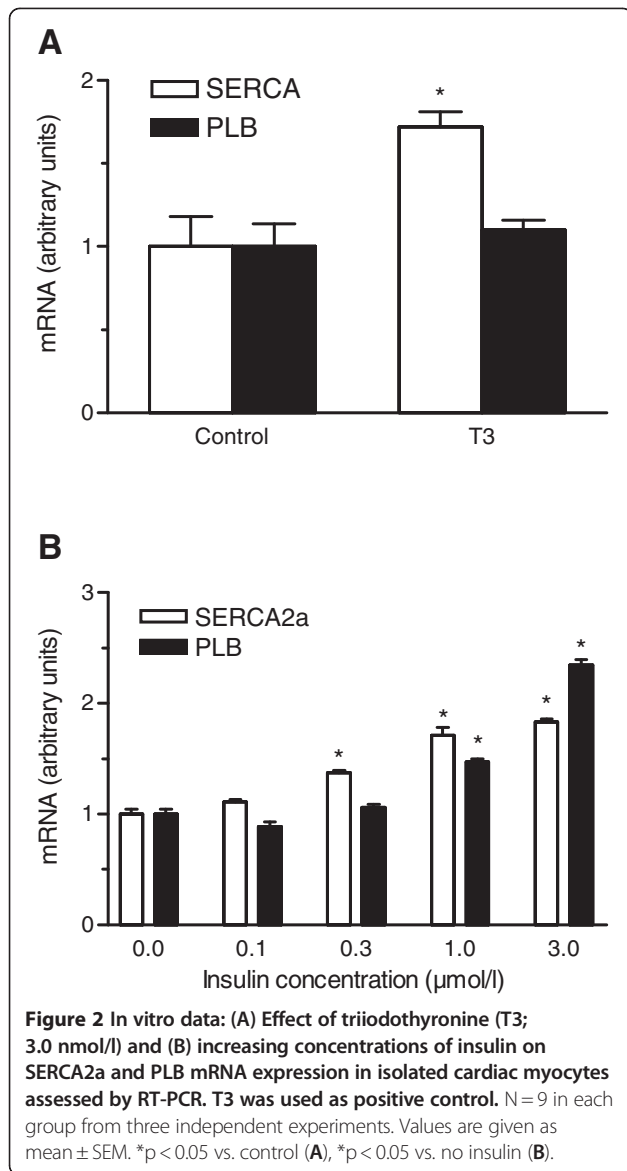 A
SERCA
PLB
2
1
0
mRNA (arbitrary units)
*
Control T3
B
SERCA2a
PLB
3
2
1
0
mRNA (arbitrary units)
* * * * *
0.0 0.1 0.3 1.0 3.0
Insulin concentration (µmol/l)
Figure 2 In vitro data: (A) Effect of triiodothyronine (T3;
3.0 nmol/l) and (B) increasing concentrations of insulin on
SERCA2a and PLB mRNA expression in isolated cardiac myocytes
assessed by RT-PCR. T3 was used as positive control. N = 9 in each
group from three independent experiments. Values are given as
mean ± SEM. *p < 0.05 vs. control (A), *p < 0.05 vs. no insulin (B).